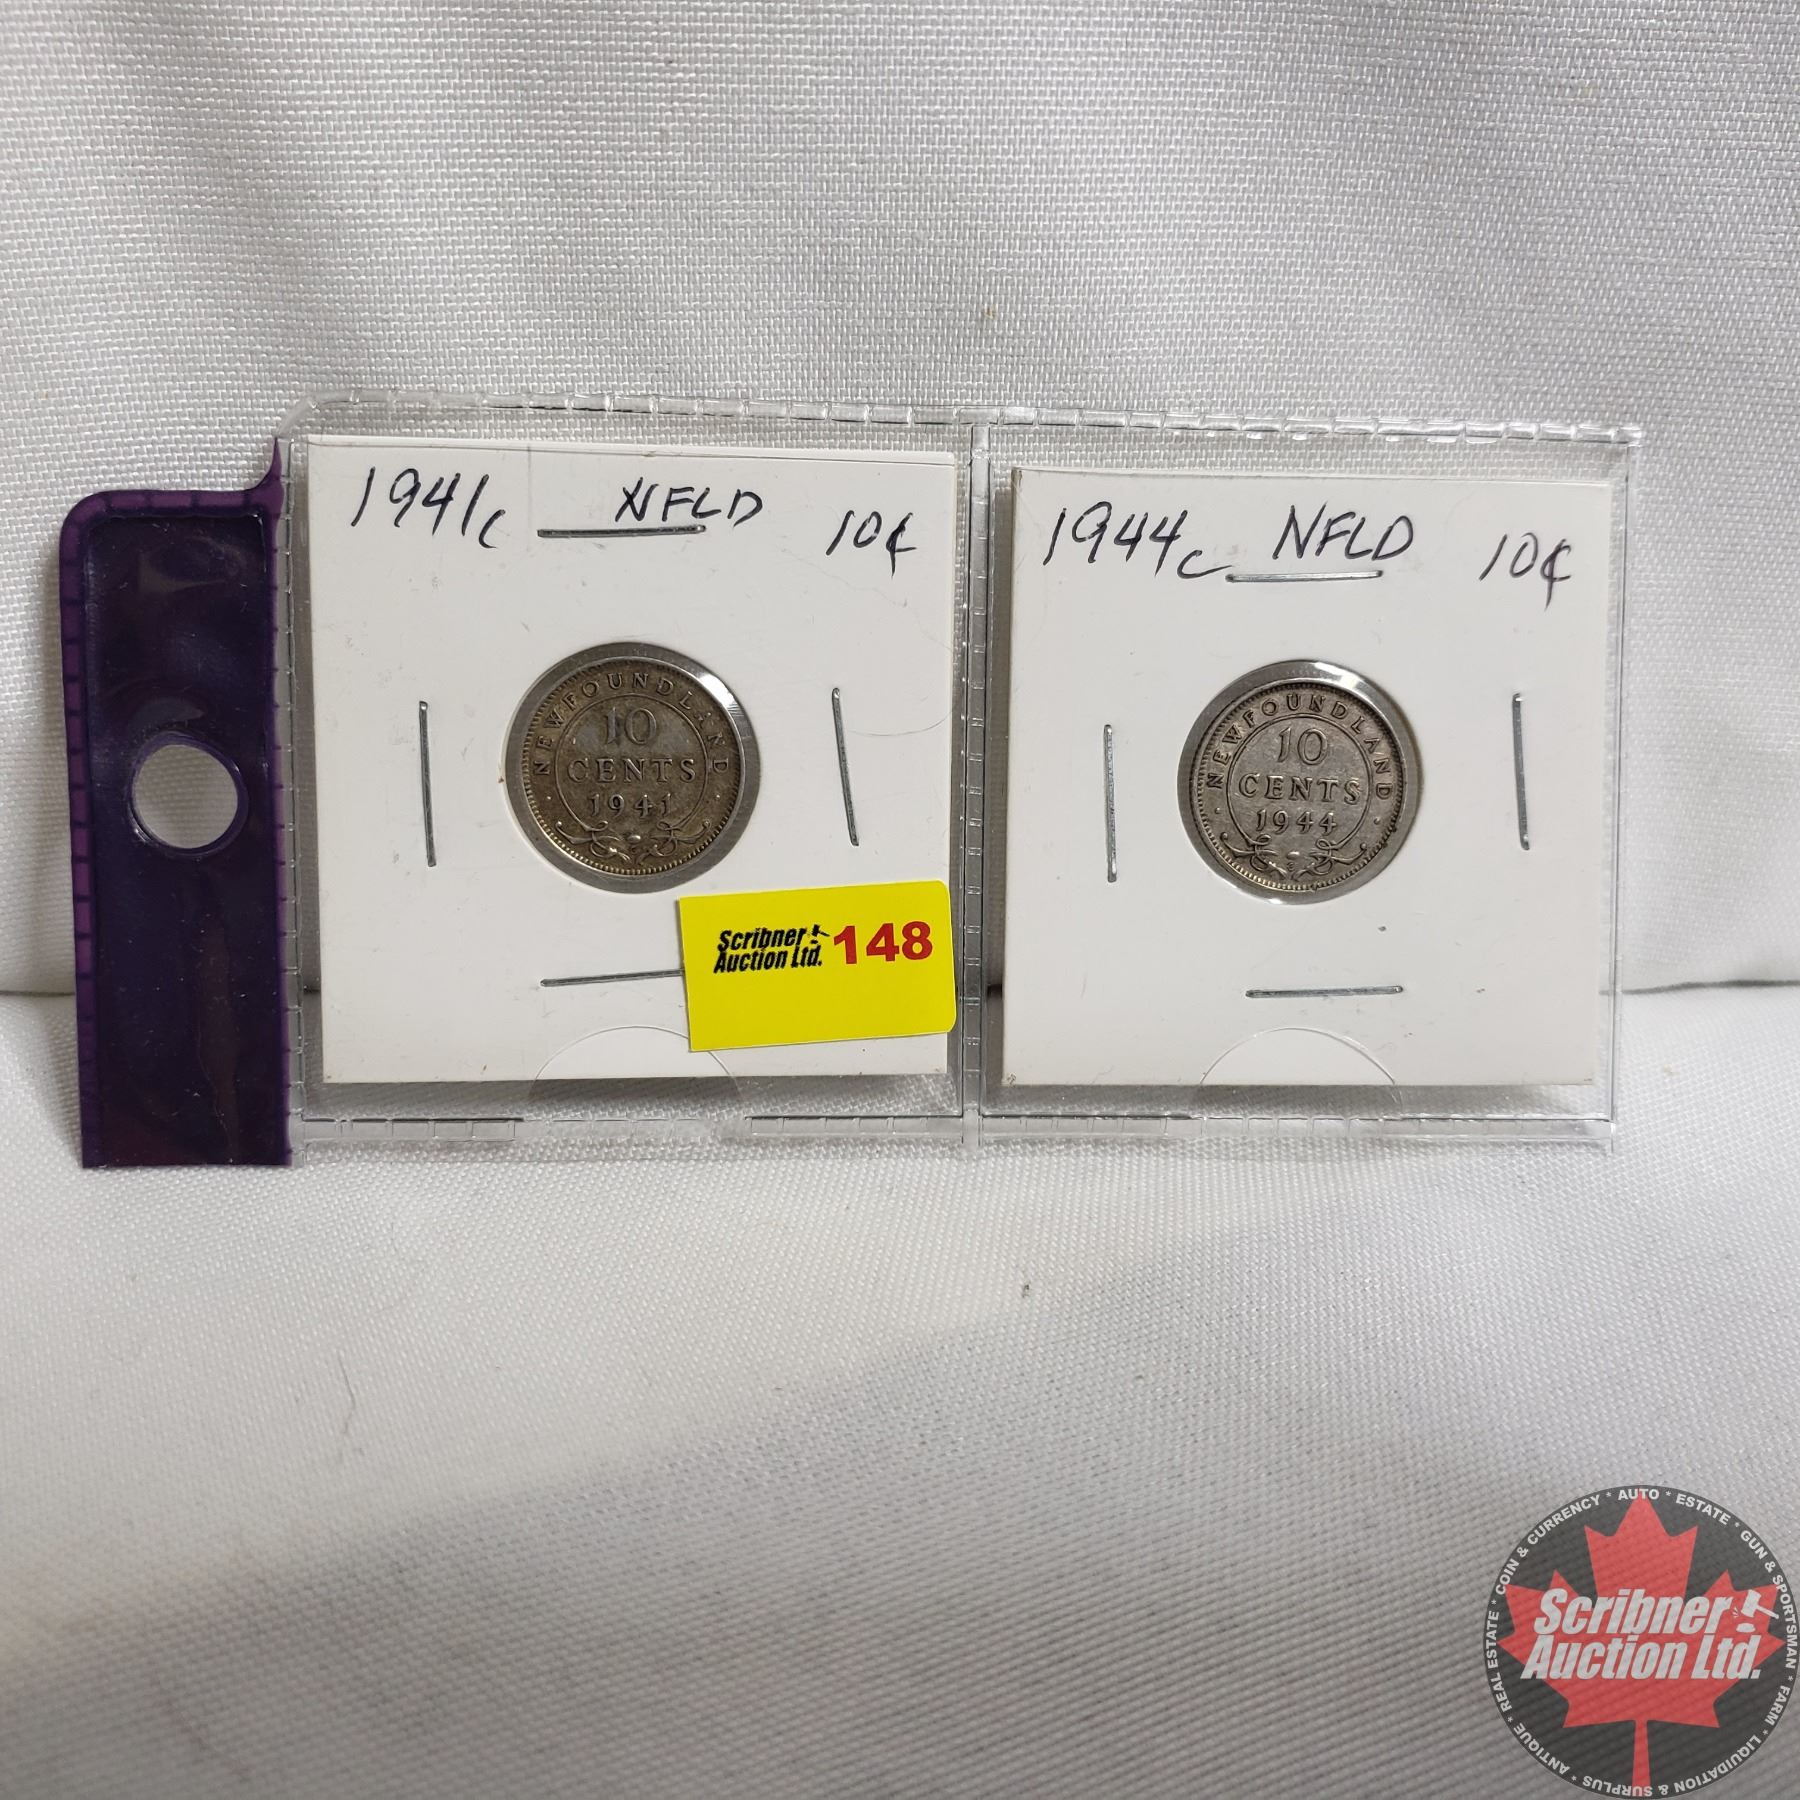 1941c NFLD 10¢
NEWFOUNDLAND
10
CENTS
1941
Scribner
Auction Ltd.
148
1944c NFLD 10¢
NEWFOUNDLAND
10
CENTS
1944
C
COIN & CURRENCY * AUTO * ESTATE * GUN & SPORTSMAN * FARM * LIQUIDATION & SURPLUS * ANTIQUE * REAL ESTATE *
Scribner
Auction Ltd.